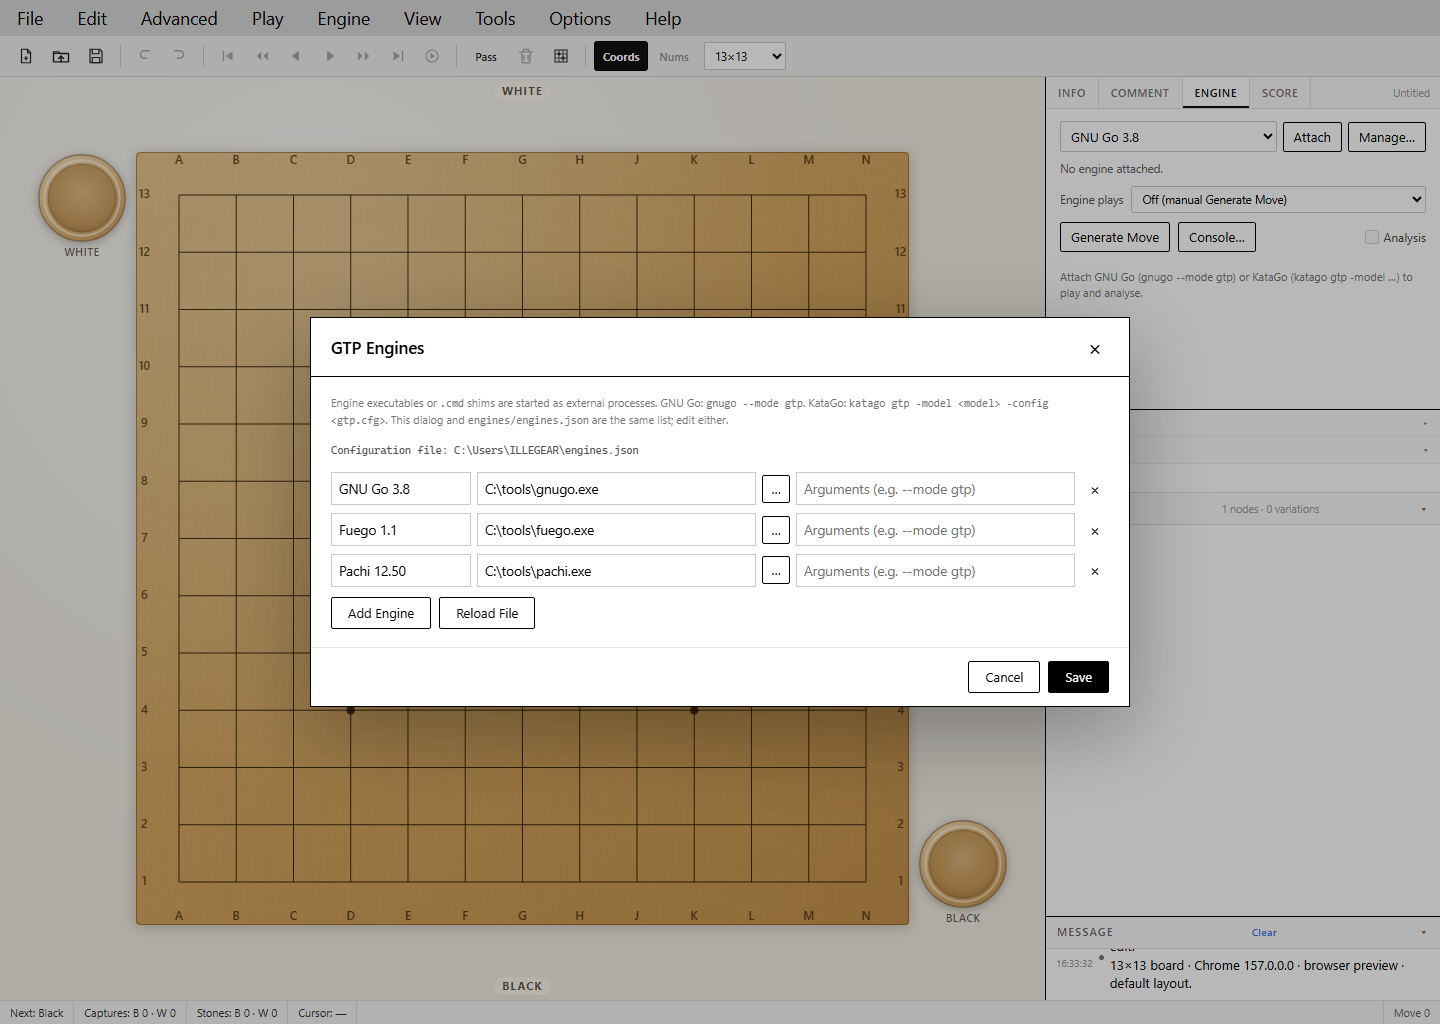 File Edit Advanced Play Engine View Tools Options Help
Pass Coords Nums 13×13
WHITE
INFO COMMENT ENGINE SCORE Untitled
GNU Go 3.8 Attach Manage...
No engine attached.
Engine plays Off (manual Generate Move)
Generate Move Console... Analysis
Attach GNU Go (gnugo --mode gtp) or KataGo (katago gtp -model ...) to
play and analyse.
A B C D E F G H J K L M N
13 13
WHITE
12 12
11 11
10
9
8
7
6
5
4 4
3 3
2 2
1 1
A B C D E F G H J K L M N
BLACK
BLACK
GTP Engines
Engine executables or .cmd shims are started as external processes. GNU Go: gnugo --mode gtp. KataGo: katago gtp -model <model> -config
<gtp.cfg>. This dialog and engines/engines.json are the same list; edit either.
Configuration file: C:\Users\ILLEGEAR\engines.json
GNU Go 3.8 C:\tools\gnugo.exe ... Arguments (e.g. --mode gtp)
Fuego 1.1 C:\tools\fuego.exe ... Arguments (e.g. --mode gtp)
Pachi 12.50 C:\tools\pachi.exe ... Arguments (e.g. --mode gtp)
Add Engine Reload File
Cancel Save
1 nodes · 0 variations
MESSAGE Clear
16:33:32 13×13 board · Chrome 157.0.0.0 · browser preview ·
default layout.
Next: Black Captures: B 0 · W 0 Stones: B 0 · W 0 Cursor: — Move 0